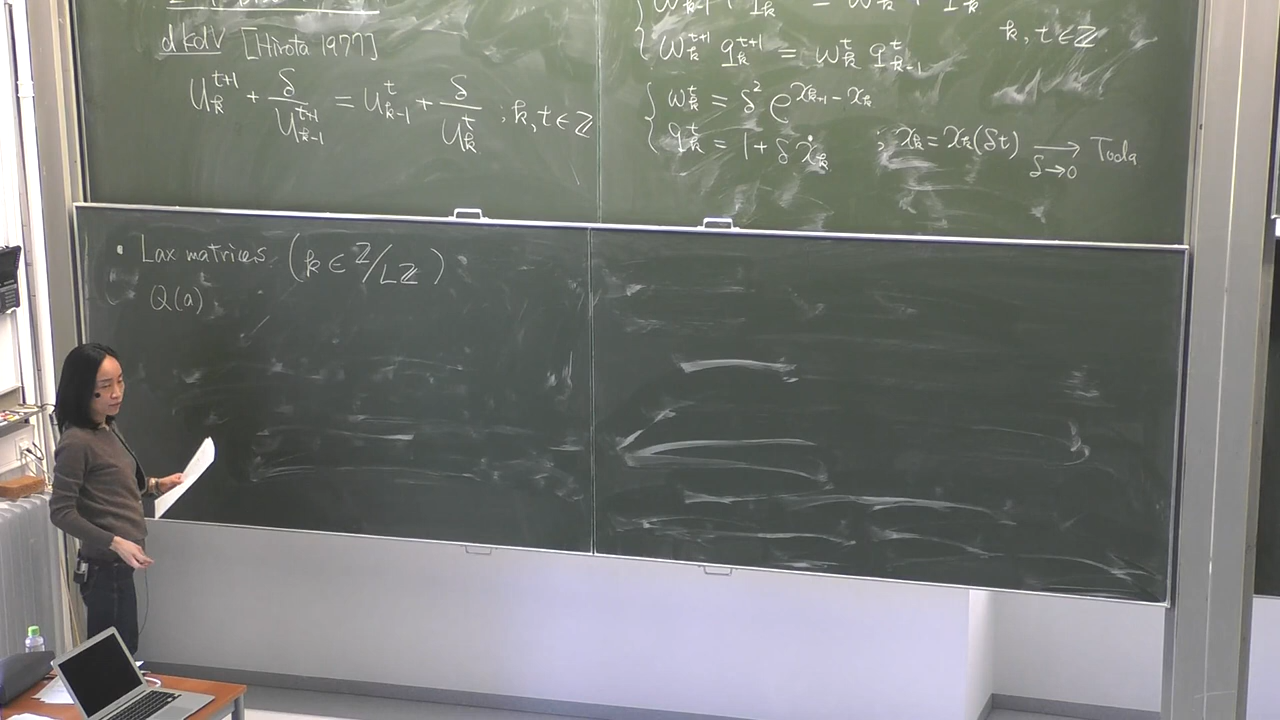 dKdV [Hirota 1977]
u_k^{t+1} + δ/u_{k-1}^{t+1} = u_{k-1}^t + δ/u_k^t ; k, t ∈ ℤ
k, t ∈ ℤ
ω_k^{t+1} q_k^{t+1} = ω_k^t q_{k-1}^t
ω_k^t = δ² e^{x_{k+1} - x_k}
q_k^t = 1 + δ ẋ_k ; x_k = x_k(δt) → Toda
δ→0
• Lax matrices (k ∈ ℤ/Lℤ)
Q(a)